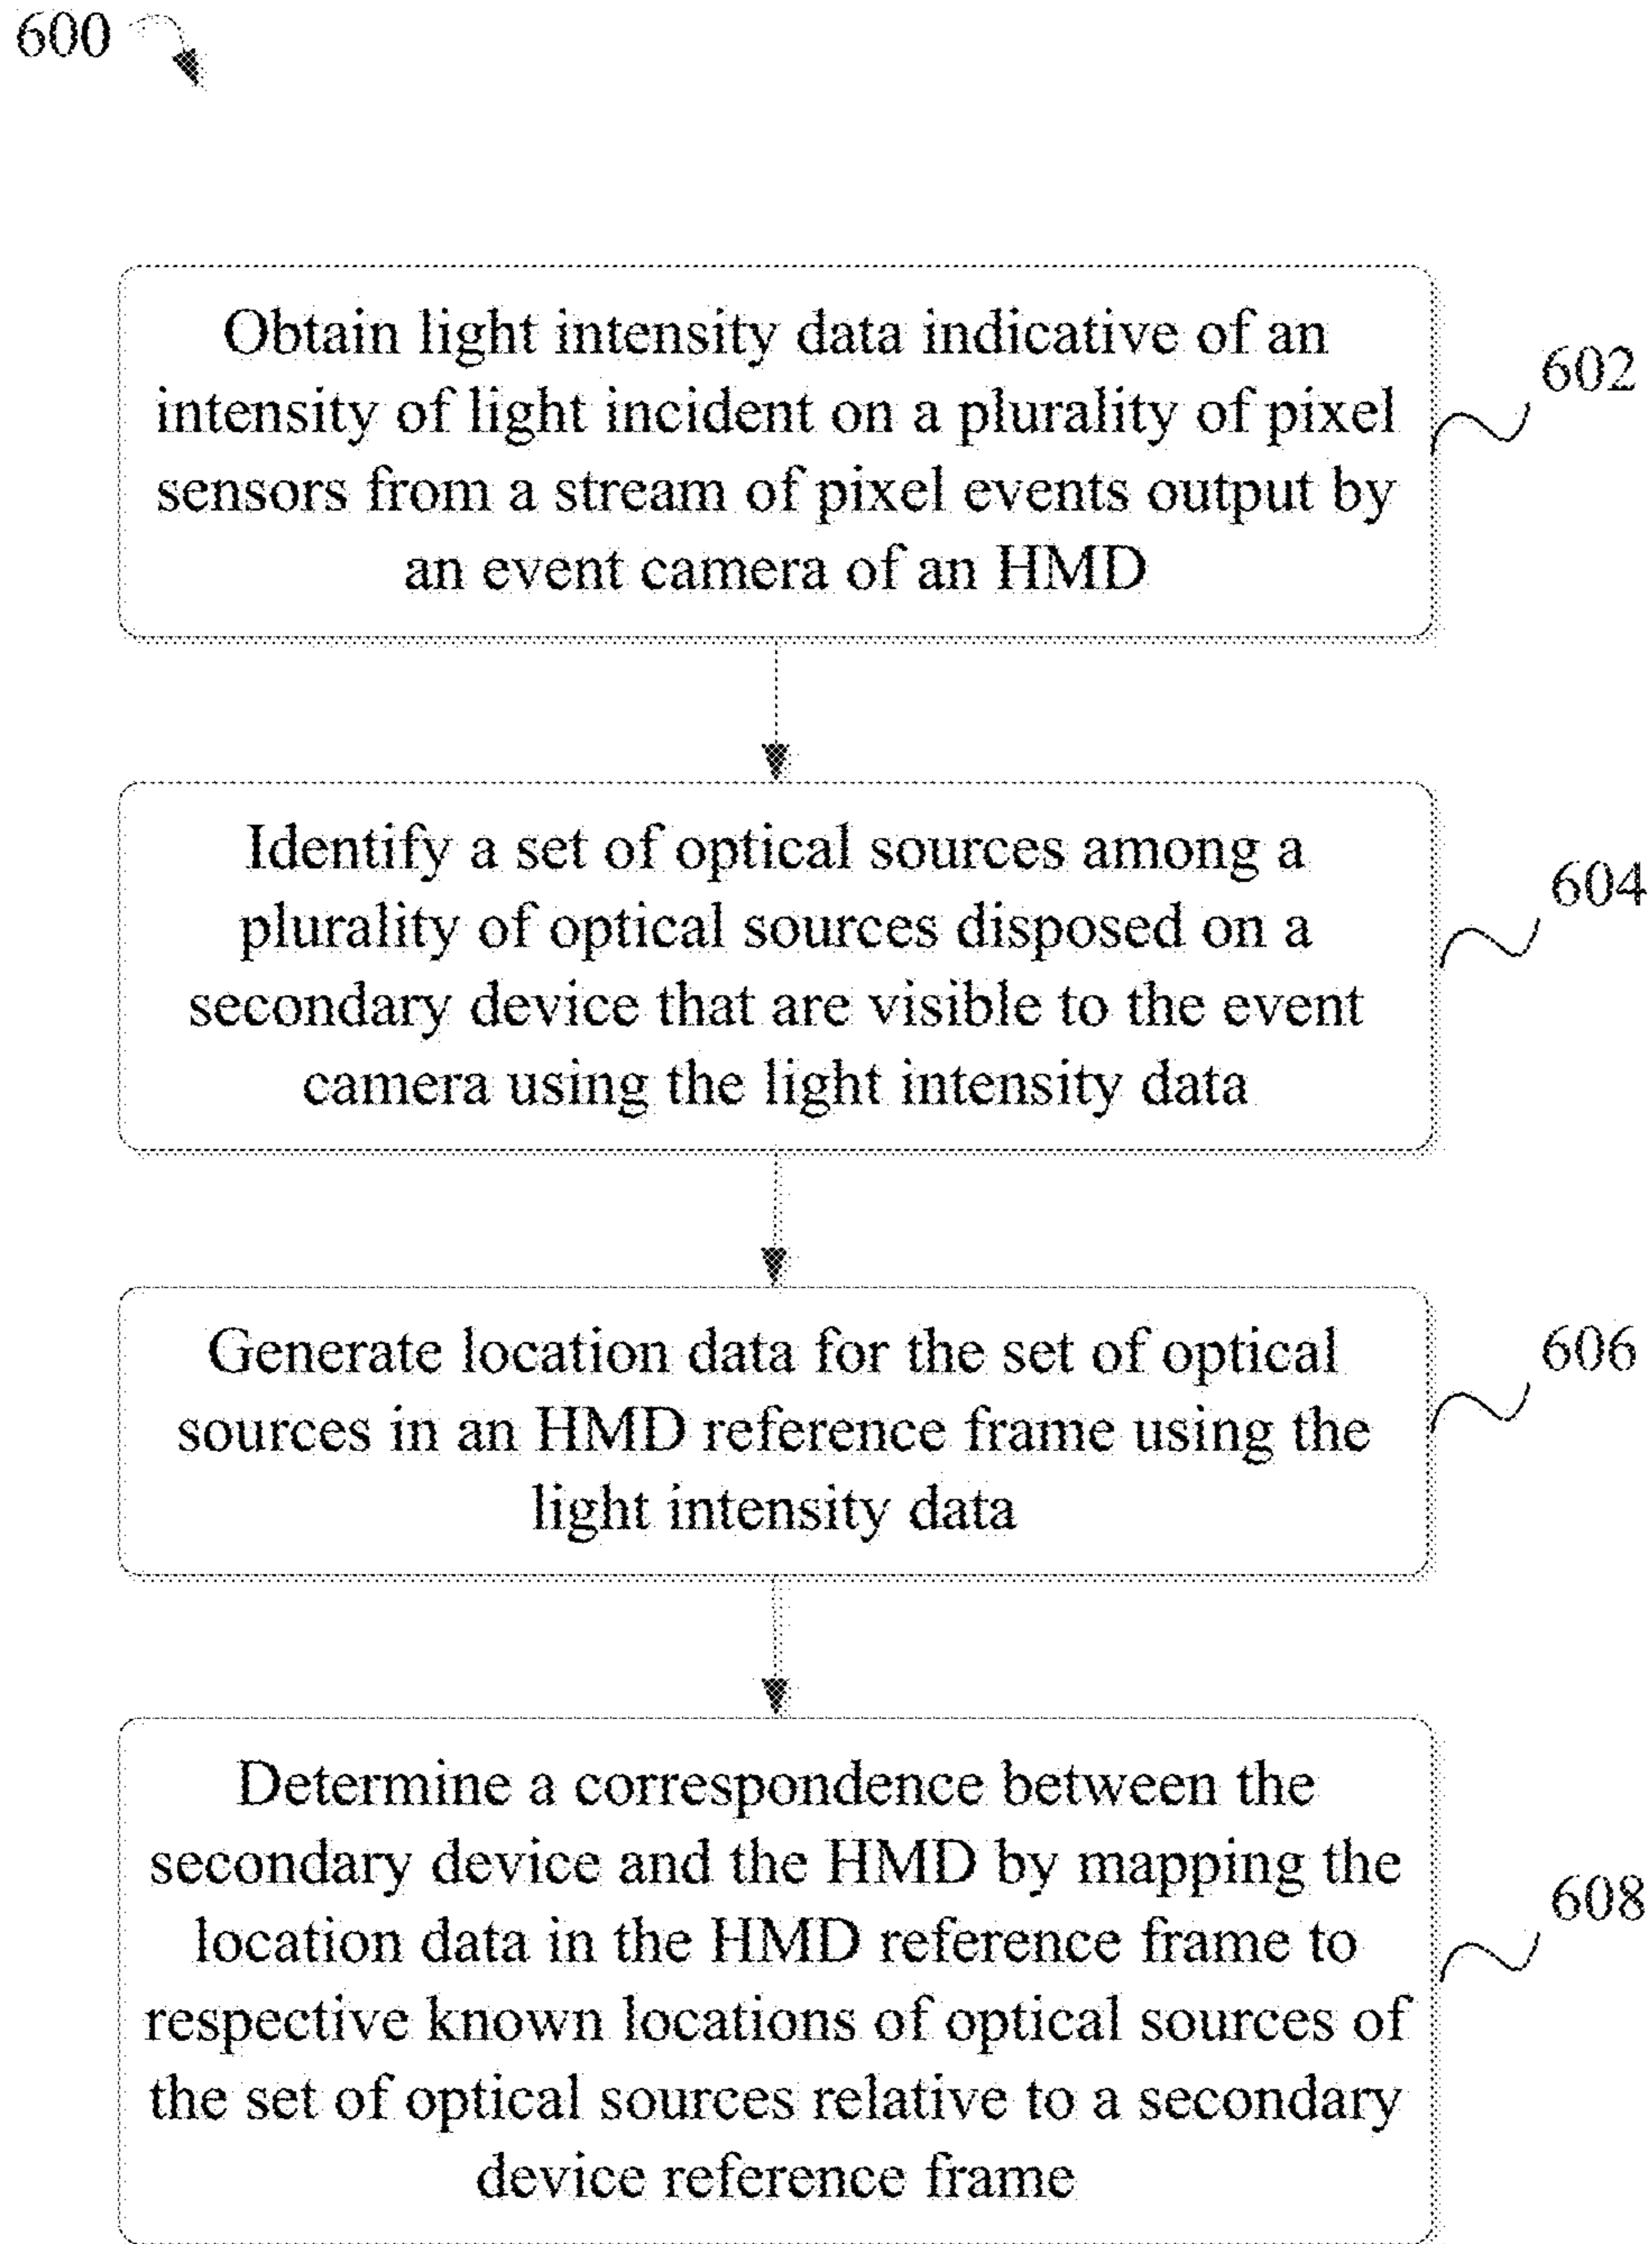 600
Obtain light intensity data indicative of an
intensity of light incident on a plurality of pixel
sensors from a stream of pixel events output by
an event camera of an HMD
602
Identify a set of optical sources among a
plurality of optical sources disposed on a
secondary device that are visible to the event
camera using the light intensity data
604
Generate location data for the set of optical
sources in an HMD reference frame using the
light intensity data
606
Determine a correspondence between the
secondary device and the HMD by mapping the
location data in the HMD reference frame to
respective known locations of optical sources of
the set of optical sources relative to a secondary
device reference frame
608